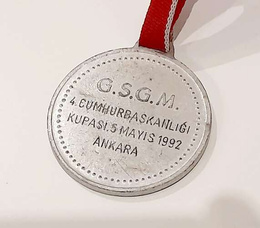 G.S.G.M.
4.CUMHURBAŞKANLIĞI
KUPASI.5 MAYIS 1992
ANKARA